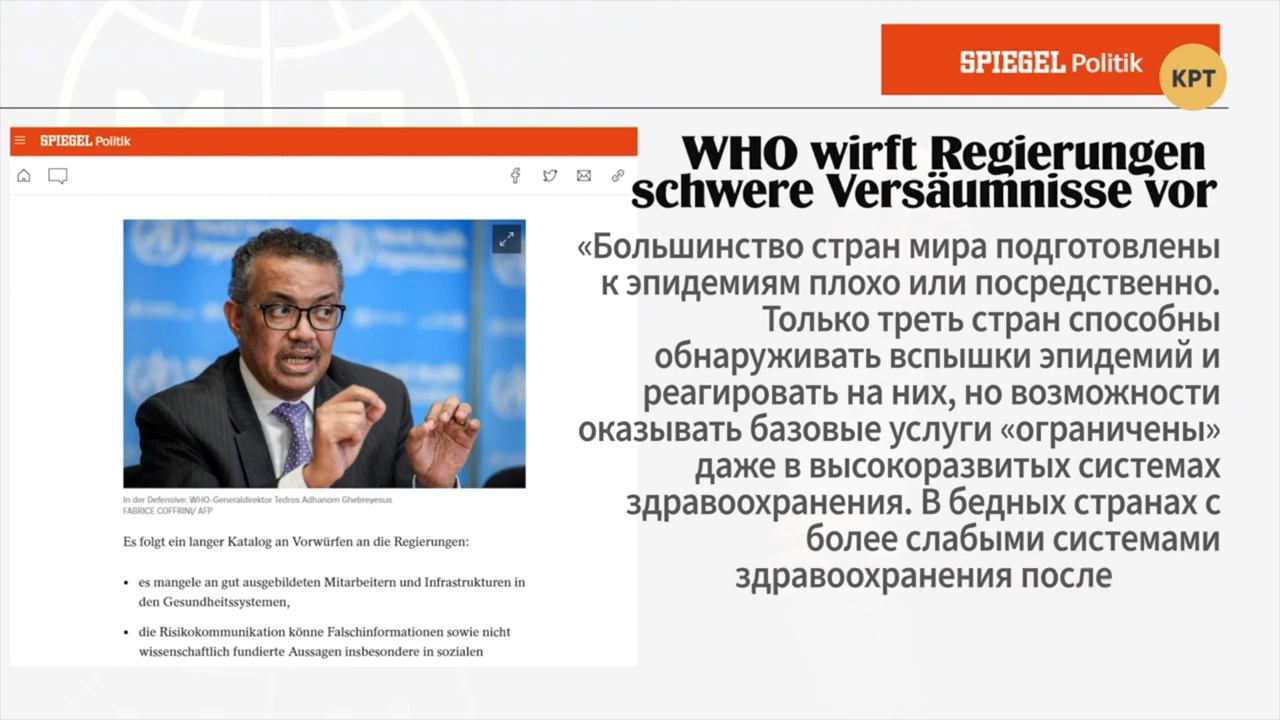 SPIEGEL Politik
КРТ
SPIEGEL Politik
WHO wirft Regierungen
schwere Versäumnisse vor
«Большинство стран мира подготовлены
к эпидемиям плохо или посредственно.
Только треть стран способны
обнаруживать вспышки эпидемий и
реагировать на них, но возможности
оказывать базовые услуги «ограничены»
даже в высокоразвитых системах
здравоохранения. В бедных странах с
более слабыми системами
здравоохранения после
In der Defensive: WHO-Generaldirektor Tedros Adhanom Ghebreyesus
FABRICE COFFRINI/ AFP
Es folgt ein langer Katalog an Vorwürfen an die Regierungen:
• es mangele an gut ausgebildeten Mitarbeitern und Infrastrukturen in
den Gesundheitssystemen,
• die Risikokommunikation könne Falschinformationen sowie nicht
wissenschaftlich fundierte Aussagen insbesondere in sozialen